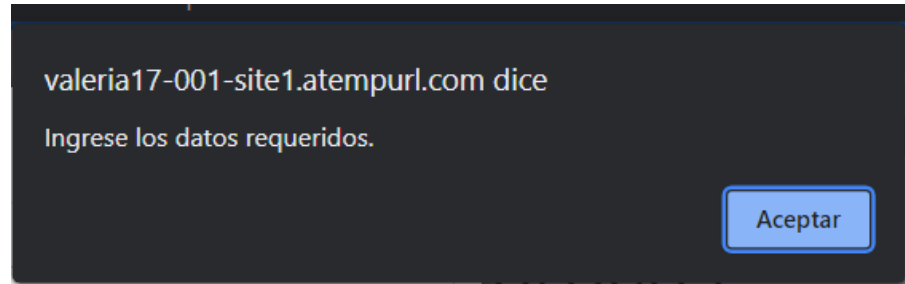 valeria17-001-site1.atempurl.com dice
Ingrese los datos requeridos.
Aceptar